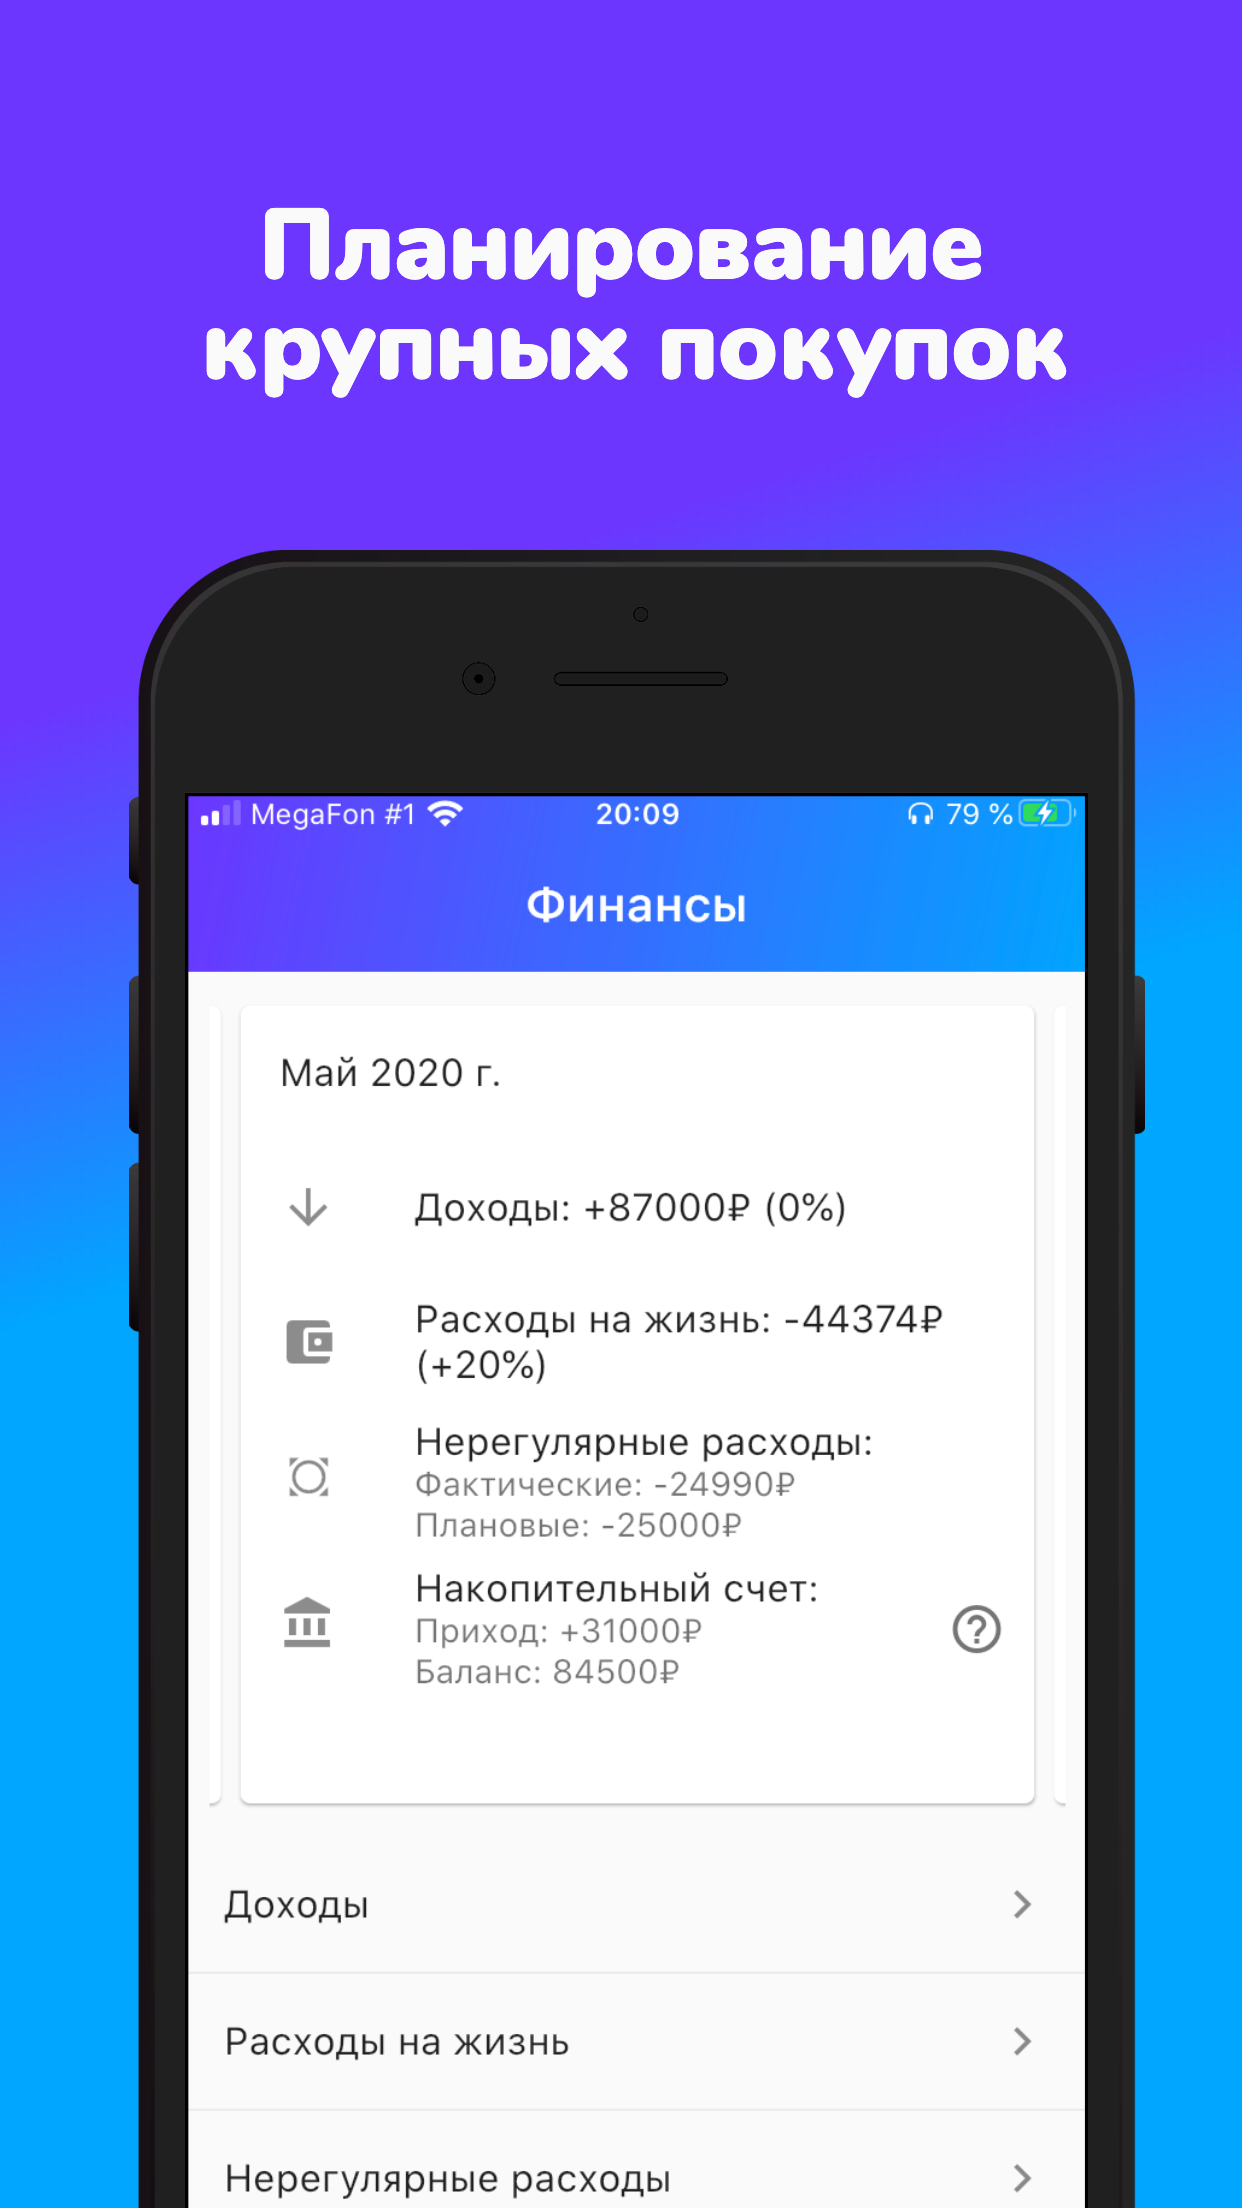 Планирование
крупных покупок
MegaFon #1 20:09 79 %
Финансы
Май 2020 г.
Доходы: +87000₽ (0%)
Расходы на жизнь: -44374₽
(+20%)
Нерегулярные расходы:
Фактические: -24990₽
Плановые: -25000₽
Накопительный счет:
Приход: +31000₽
Баланс: 84500₽
Доходы
Расходы на жизнь
Нерегулярные расходы